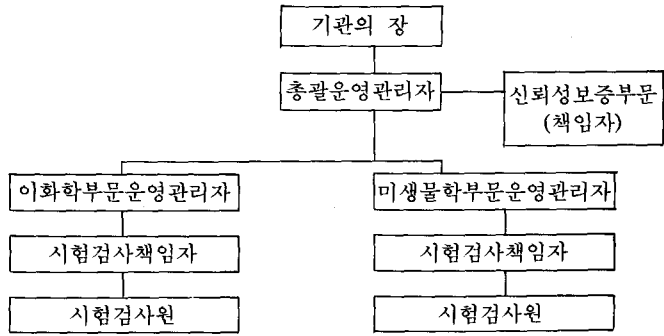 기관의 장
총괄운영관리자
신뢰성보증부문
(책임자)
이화학부문운영관리자
미생물학부문운영관리자
시험검사책임자
시험검사책임자
시험검사원
시험검사원